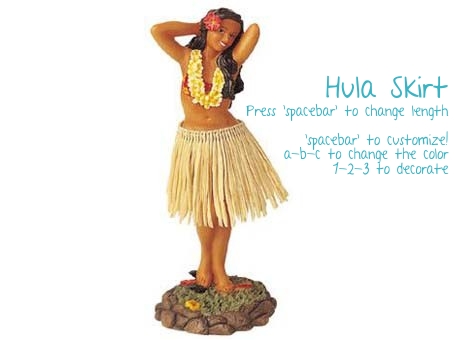 Hula Skirt
Press 'spacebar' to change length
'spacebar' to customize!
a-b-c to change the color
1-2-3 to decorate